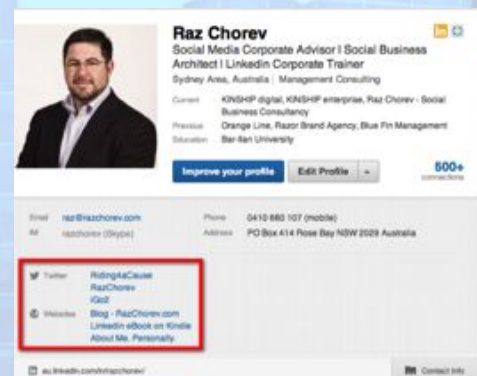 Raz Chorev
Social Media Corporate Advisor I Social Business
Architect I Linkedin Corporate Trainer
Sydney Area, Australia | Management Consulting
Current KINSHIP digital, KINSHIP enterprise, Raz Chorev - Social
Business Consultancy
Previous Orange Line, Razor Brand Agency, Blue Fin Management
Education Bar-Ilan University
Improve your profile
Edit Profile
500+
connections
Email raz@razchorev.com
IM razchorev (Skype)
Phone 0410 680 107 (mobile)
Address PO Box 414 Rose Bay NSW 2029 Australia
Twitter RidingAaCause
RazChorev
iGo2
Websites Blog - RazChorev.com
Linkedin eBook on Kindle
About Me. Personally.
au.linkedin.com/in/razchorev/
Contact Info